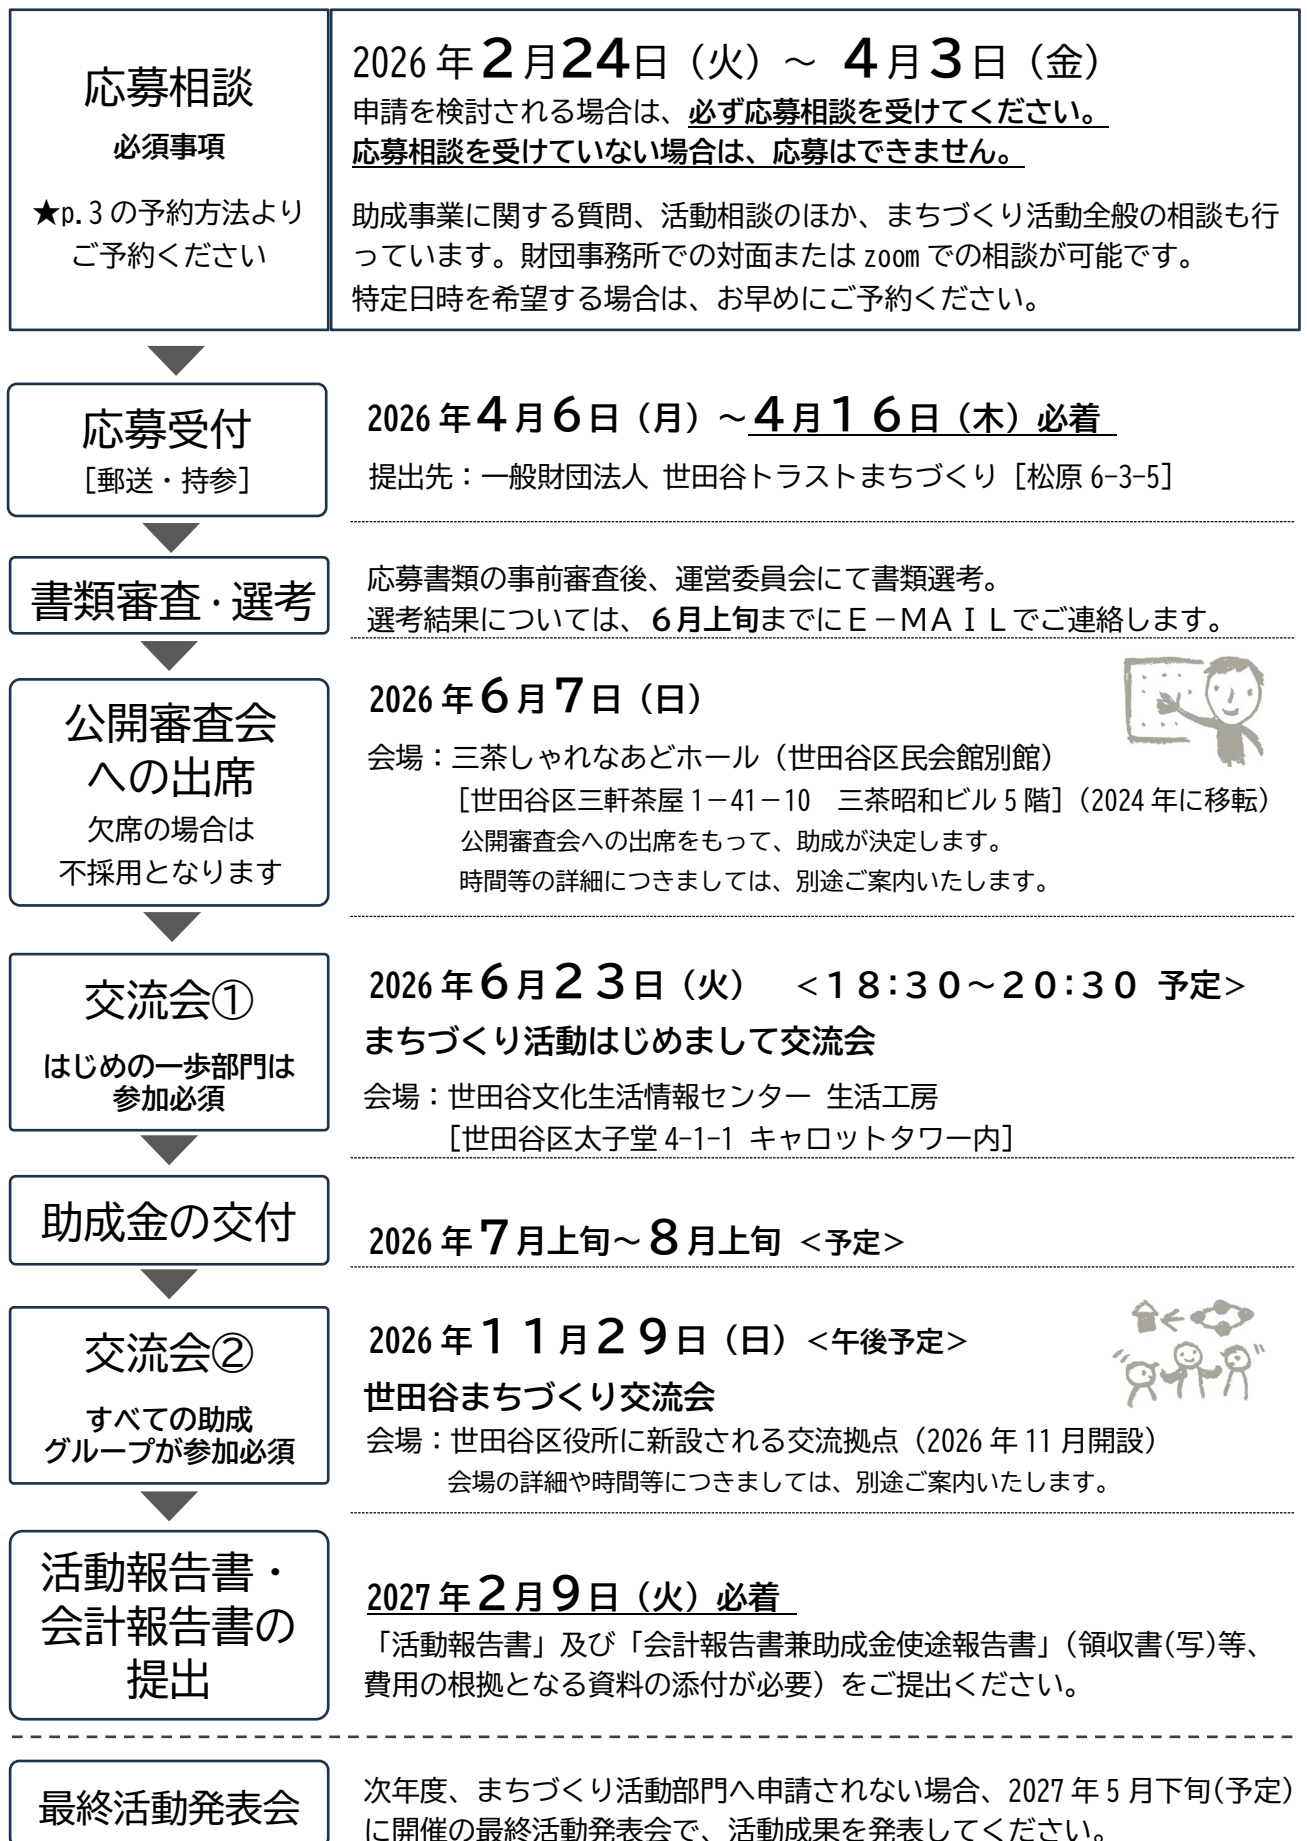 応募相談
必須事項
★p.3の予約方法より
ご予約ください
2026年2月24日（火）～ 4月3日（金）
申請を検討される場合は、必ず応募相談を受けてください。
応募相談を受けていない場合は、応募はできません。
助成事業に関する質問、活動相談のほか、まちづくり活動全般の相談も行
っています。財団事務所での対面またはzoomでの相談が可能です。
特定日時を希望する場合は、お早めにご予約ください。
応募受付
［郵送・持参］
2026年４月６日（月）～４月１６日（木）必着
提出先：一般財団法人 世田谷トラストまちづくり［松原6-3-5］
書類審査・選考
応募書類の事前審査後、運営委員会にて書類選考。
選考結果については、６月上旬までにＥ－ＭＡＩＬでご連絡します。
公開審査会
への出席
欠席の場合は
不採用となります
2026年６月７日（日）
会場：三茶しゃれなあどホール（世田谷区民会館別館）
［世田谷区三軒茶屋1－41－10　三茶昭和ビル5階］（2024年に移転）
公開審査会への出席をもって、助成が決定します。
時間等の詳細につきましては、別途ご案内いたします。
交流会①
はじめの一歩部門は
参加必須
2026年６月２３日（火）　<１８:３０～２０:３０ 予定>
まちづくり活動はじめまして交流会
会場：世田谷文化生活情報センター 生活工房
［世田谷区太子堂4-1-1 キャロットタワー内］
助成金の交付
2026年７月上旬～８月上旬 <予定>
交流会②
すべての助成
グループが参加必須
2026年１１月２９日（日）<午後予定>
世田谷まちづくり交流会
会場：世田谷区役所に新設される交流拠点（2026年11月開設）
会場の詳細や時間等につきましては、別途ご案内いたします。
活動報告書・
会計報告書の
提出
2027年２月９日（火）必着
「活動報告書」及び「会計報告書兼助成金使途報告書」（領収書(写)等、
費用の根拠となる資料の添付が必要）をご提出ください。
最終活動発表会
次年度、まちづくり活動部門へ申請されない場合、2027年5月下旬(予定)
に開催の最終活動発表会で、活動成果を発表してください。